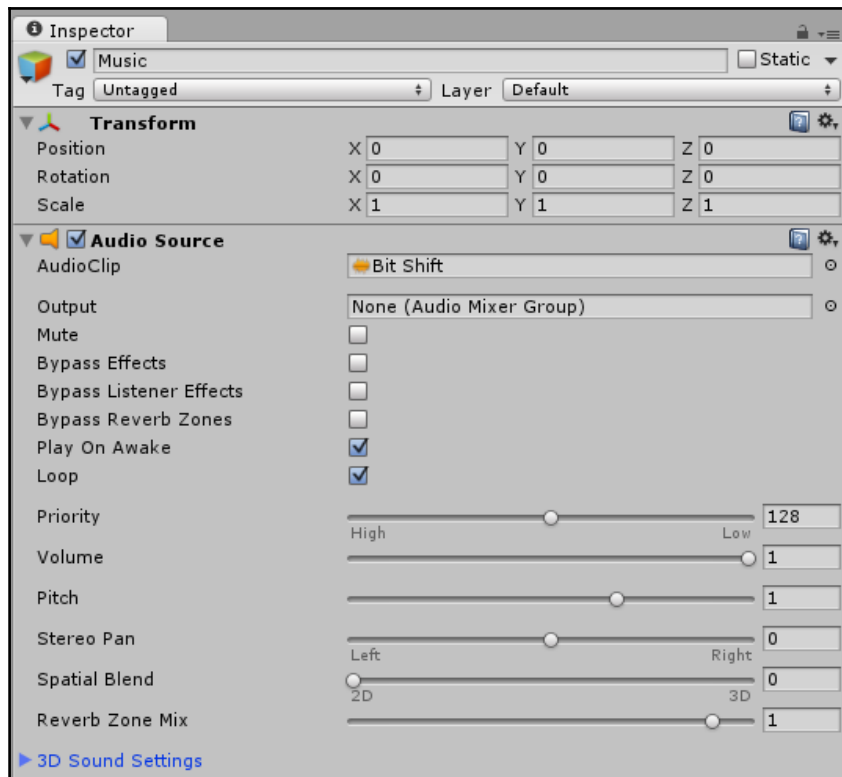 Inspector
Music Static
Tag Untagged Layer Default
Transform
Position X 0 Y 0 Z 0
Rotation X 0 Y 0 Z 0
Scale X 1 Y 1 Z 1
Audio Source
AudioClip Bit Shift
Output None (Audio Mixer Group)
Mute
Bypass Effects
Bypass Listener Effects
Bypass Reverb Zones
Play On Awake
Loop
Priority 128
High Low
Volume 1
Pitch 1
Stereo Pan 0
Left Right
Spatial Blend 0
2D 3D
Reverb Zone Mix 1
3D Sound Settings